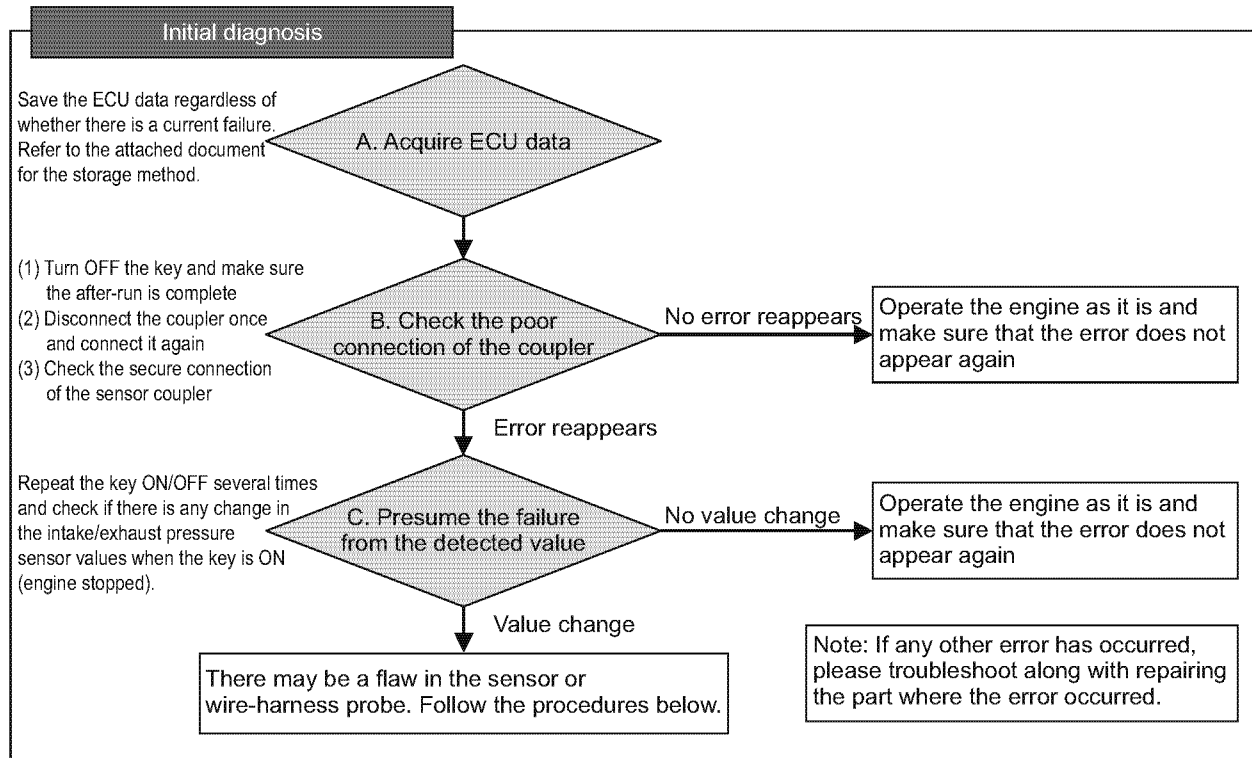 Initial diagnosis
Save the ECU data regardless of
whether there is a current failure.
Refer to the attached document
for the storage method.
A. Acquire ECU data
(1) Turn OFF the key and make sure
the after-run is complete
(2) Disconnect the coupler once
and connect it again
(3) Check the secure connection
of the sensor coupler
B. Check the poor
connection of the coupler
No error reappears
Operate the engine as it is and
make sure that the error does not
appear again
Error reappears
Repeat the key ON/OFF several times
and check if there is any change in
the intake/exhaust pressure
sensor values when the key is ON
(engine stopped).
C. Presume the failure
from the detected value
No value change
Operate the engine as it is and
make sure that the error does not
appear again
Value change
There may be a flaw in the sensor or
wire-harness probe. Follow the procedures below.
Note: If any other error has occurred,
please troubleshoot along with repairing
the part where the error occurred.